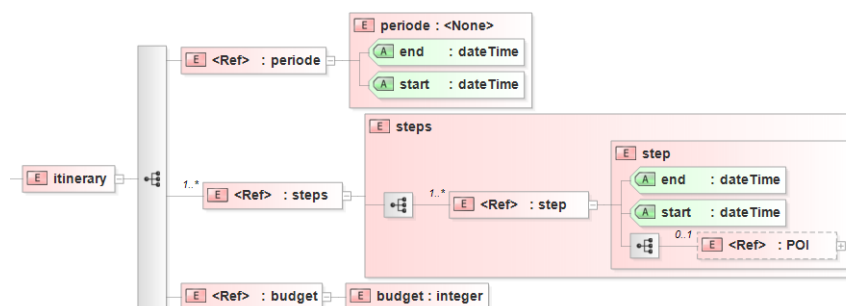 E periode : <None>
A end : dateTime
E <Ref> : periode
A start : dateTime
E steps
E step
E itinerary
1..*
E <Ref> : steps
1..*
E <Ref> : step
A end : dateTime
A start : dateTime
0..1
E <Ref> : POI
E <Ref> : budget
E budget : integer